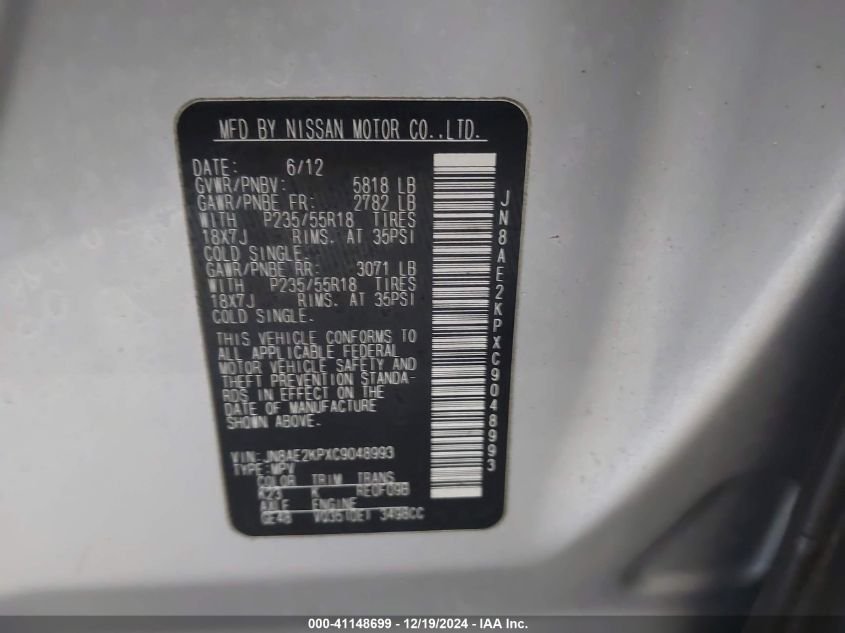 MFD BY NISSAN MOTOR CO.,LTD.
DATE: 6/12
GVWR/PNBV: 5818 LB
GAWR/PNBE FR: 2782 LB
WITH P235/55R18 TIRES
18X7J RIMS. AT 35PSI
COLD SINGLE.
GAWR/PNBE RR: 3071 LB
WITH P235/55R18 TIRES
18X7J RIMS. AT 35PSI
COLD SINGLE.
THIS VEHICLE CONFORMS TO
ALL APPLICABLE FEDERAL
MOTOR VEHICLE SAFETY AND
THEFT PREVENTION STANDA-
RDS IN EFFECT ON THE
DATE OF MANUFACTURE
SHOWN ABOVE.
VIN:JN8AE2KPXC9048993
TYPE:MPV
COLOR TRIM TRANS
K23 K RE0F09B
AXLE ENGINE
GE48 VQ35(DE) 3498CC
JN8AE2KPXC9048993
000-41148699 - 12/19/2024 - IAA Inc.